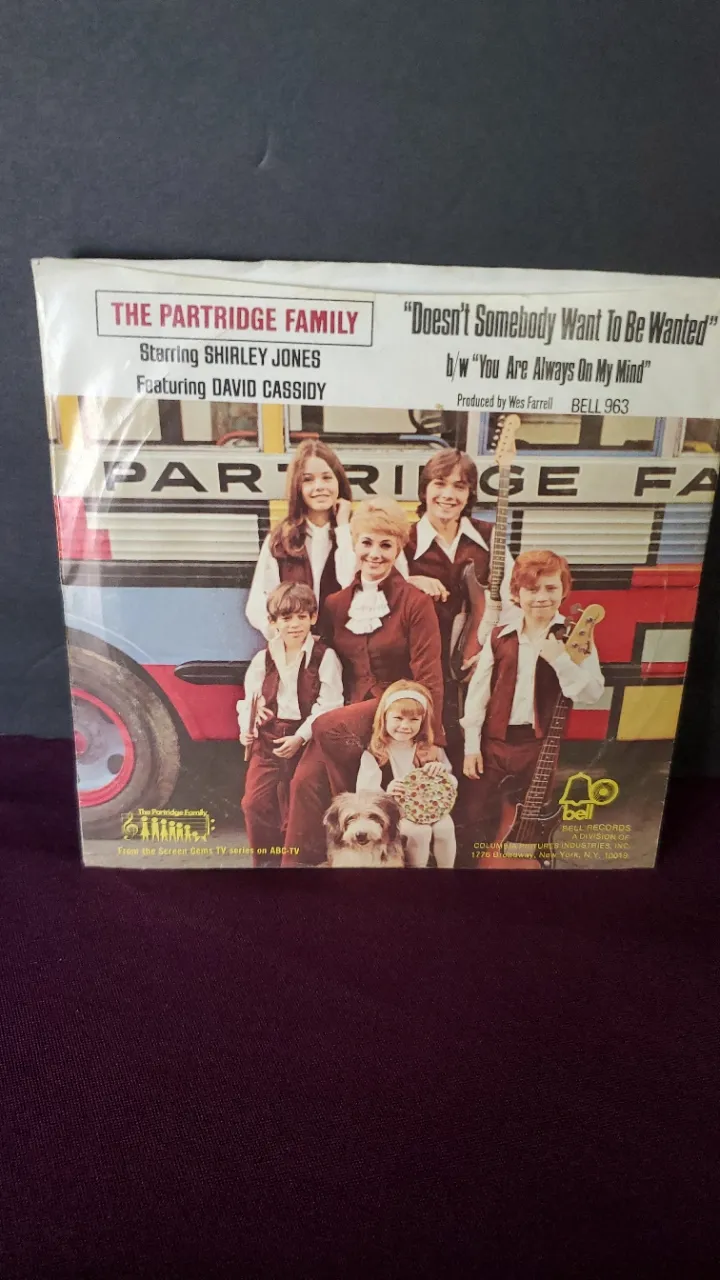 THE PARTRIDGE FAMILY
Starring SHIRLEY JONES
Featuring DAVID CASSIDY
"Doesn't Somebody Want To Be Wanted"
b/w "You Are Always On My Mind"
Produced by Wes Farrell BELL 963
PARTRIDGE FA
The Partridge Family
From the Screen Gems TV series on ABC-TV
bell
BELL RECORDS
A DIVISION OF
COLUMBIA PICTURES INDUSTRIES, INC.
1776 Broadway, New York, N.Y. 10019